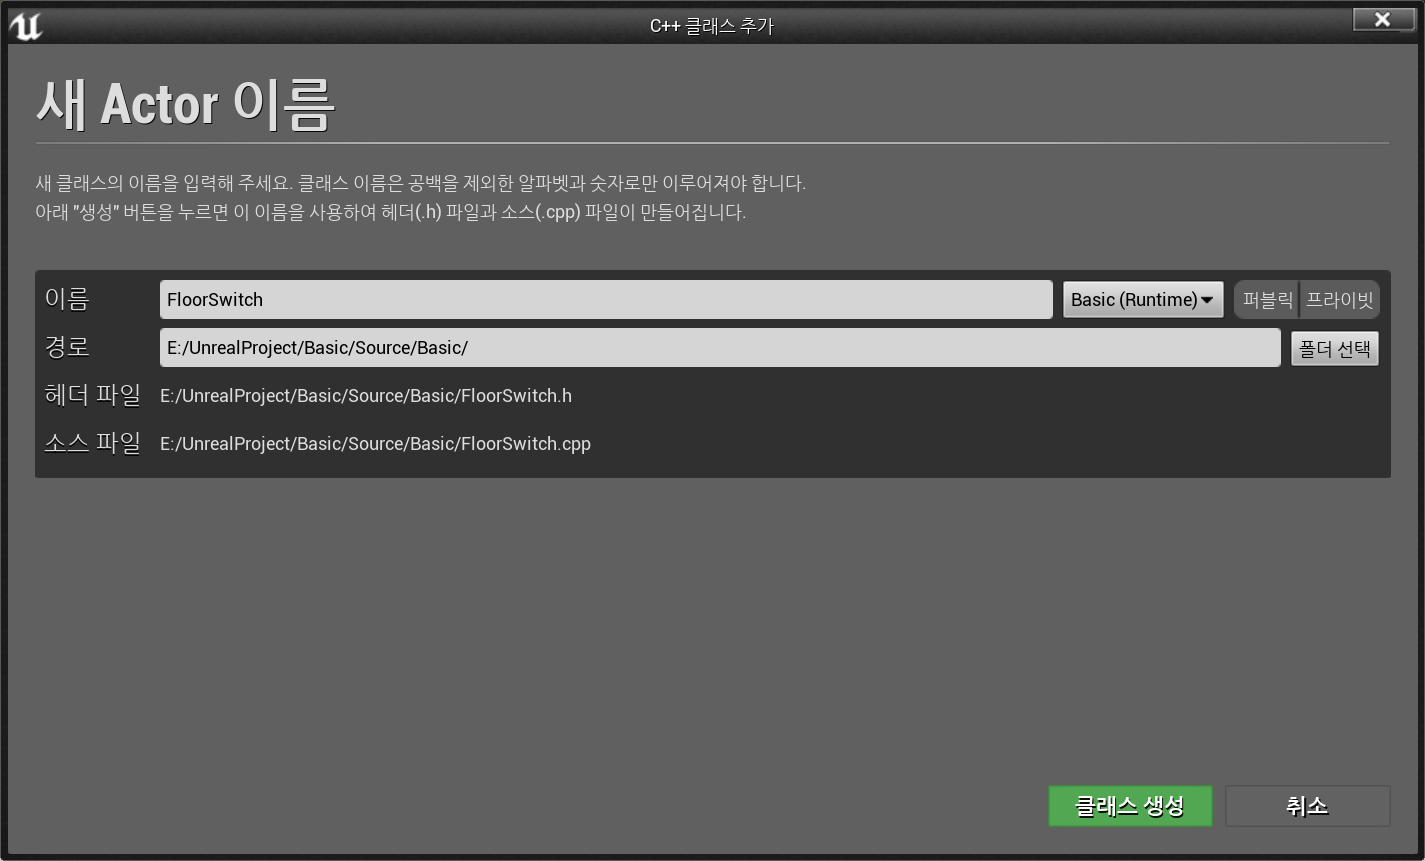 C++ 클래스 추가
새 Actor 이름
새 클래스의 이름을 입력해 주세요. 클래스 이름은 공백을 제외한 알파벳과 숫자로만 이루어져야 합니다.
아래 "생성" 버튼을 누르면 이 이름을 사용하여 헤더(.h) 파일과 소스(.cpp) 파일이 만들어집니다.
이름 FloorSwitch Basic (Runtime) 퍼블릭 프라이빗
경로 E:/UnrealProject/Basic/Source/Basic/ 폴더 선택
헤더 파일 E:/UnrealProject/Basic/Source/Basic/FloorSwitch.h
소스 파일 E:/UnrealProject/Basic/Source/Basic/FloorSwitch.cpp
클래스 생성 취소